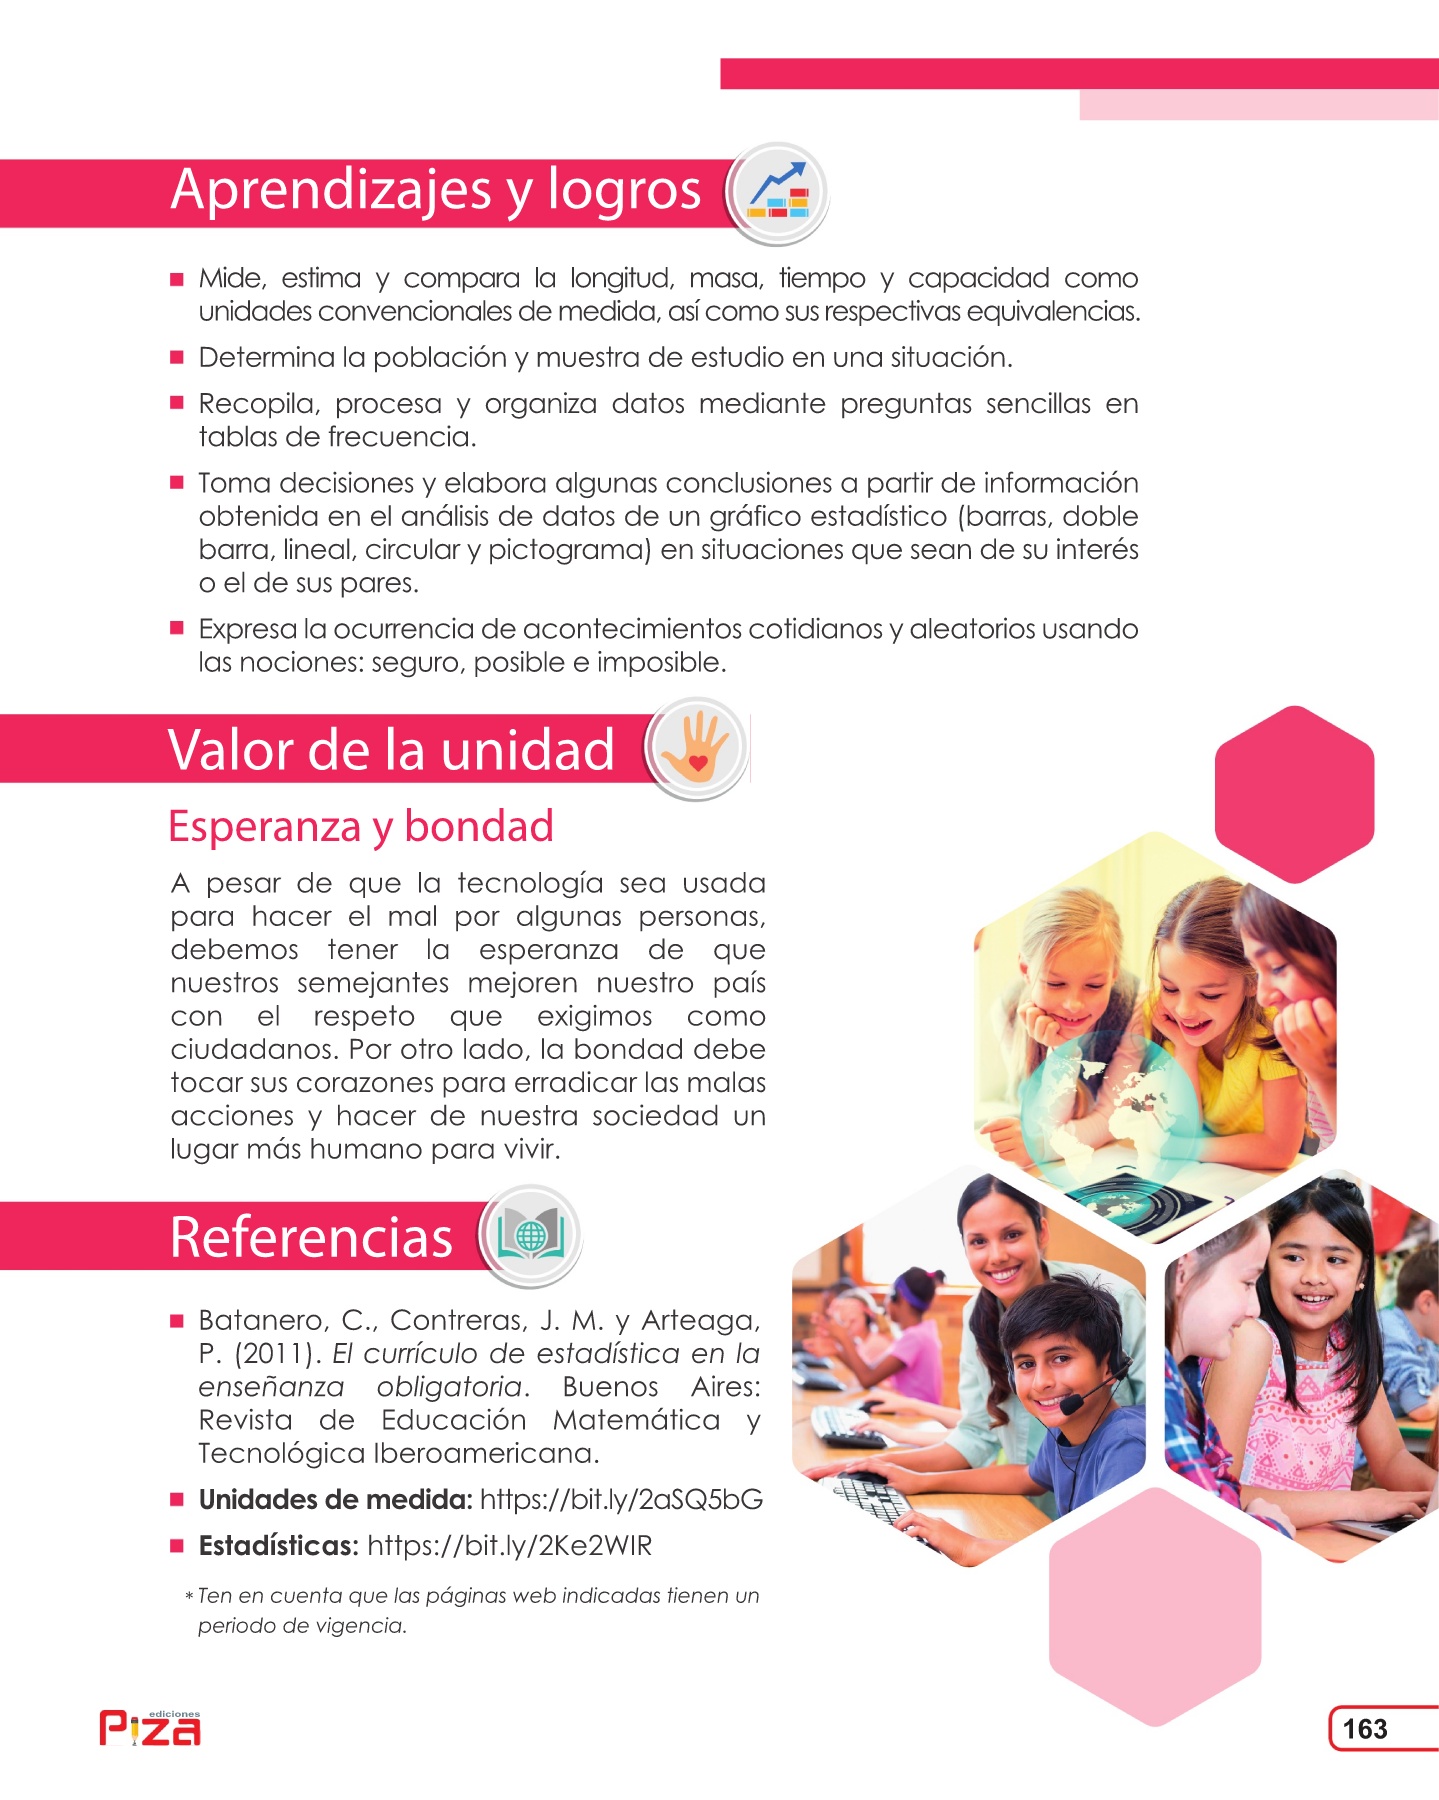 Aprendizajes y logros
Mide, estima y compara la longitud, masa, tiempo y capacidad como
unidades convencionales de medida, así como sus respectivas equivalencias.
Determina la población y muestra de estudio en una situación.
Recopila, procesa y organiza datos mediante preguntas sencillas en
tablas de frecuencia.
Toma decisiones y elabora algunas conclusiones a partir de información
obtenida en el análisis de datos de un gráfico estadístico (barras, doble
barra, lineal, circular y pictograma) en situaciones que sean de su interés
o el de sus pares.
Expresa la ocurrencia de acontecimientos cotidianos y aleatorios usando
las nociones: seguro, posible e imposible.
Valor de la unidad
Esperanza y bondad
A pesar de que la tecnología sea usada
para hacer el mal por algunas personas,
debemos tener la esperanza de que
nuestros semejantes mejoren nuestro país
con el respeto que exigimos como
ciudadanos. Por otro lado, la bondad debe
tocar sus corazones para erradicar las malas
acciones y hacer de nuestra sociedad un
lugar más humano para vivir.
Referencias
Batanero, C., Contreras, J. M. y Arteaga,
P. (2011). El currículo de estadística en la
enseñanza obligatoria. Buenos Aires:
Revista de Educación Matemática y
Tecnológica Iberoamericana.
Unidades de medida: https://bit.ly/2aSQ5bG
Estadísticas: https://bit.ly/2Ke2WIR
* Ten en cuenta que las páginas web indicadas tienen un
periodo de vigencia.
ediciones
Piza
163